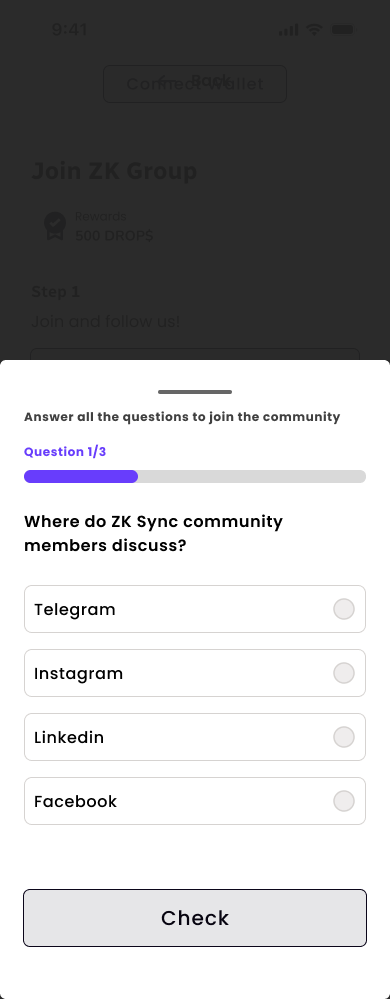 9:41
← Back
Connect Wallet
Join ZK Group
Rewards
500 DROP$
Step 1
Join and follow us!
Answer all the questions to join the community
Question 1/3
Where do ZK Sync community
members discuss?
Telegram
Instagram
Linkedin
Facebook
Check